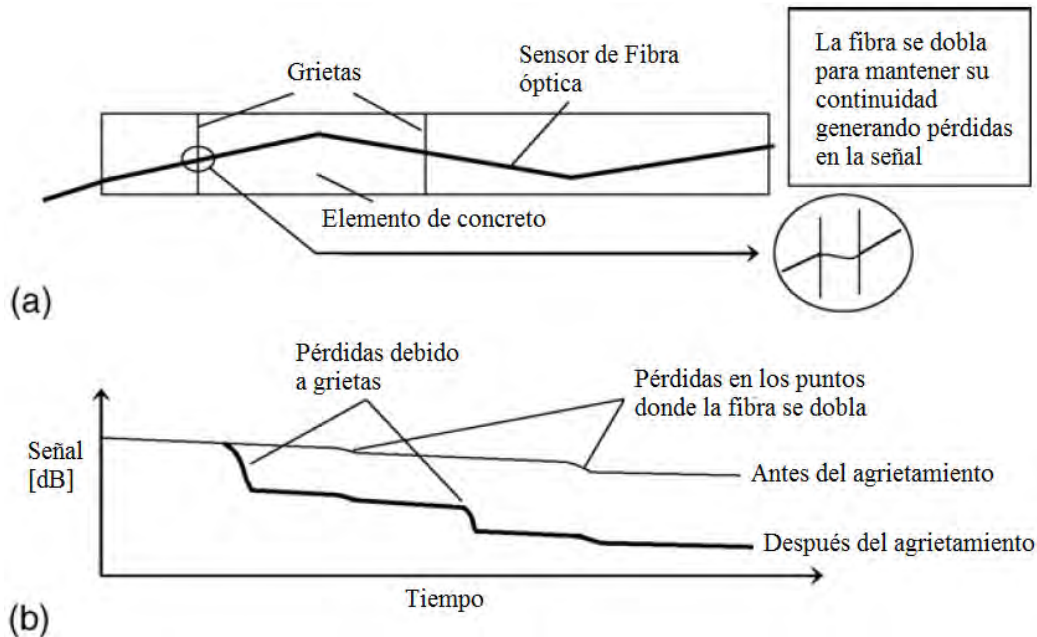 Grietas
Sensor de Fibra
óptica
La fibra se dobla
para mantener su
continuidad
generando pérdidas
en la señal
Elemento de concreto
(a)
Pérdidas debido
a grietas
Pérdidas en los puntos
donde la fibra se dobla
Señal
[dB]
Antes del agrietamiento
Después del agrietamiento
Tiempo
(b)